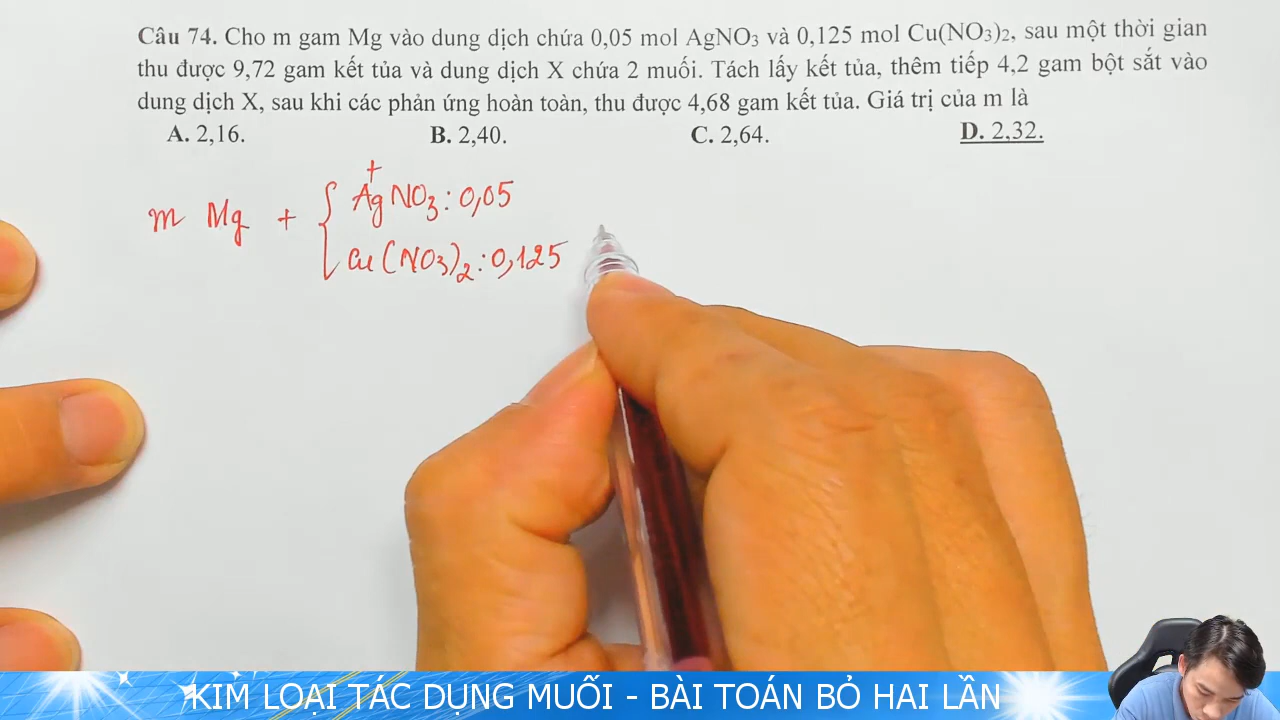 Câu 74. Cho m gam Mg vào dung dịch chứa 0,05 mol AgNO₃ và 0,125 mol Cu(NO₃)₂, sau một thời gian
thu được 9,72 gam kết tủa và dung dịch X chứa 2 muối. Tách lấy kết tủa, thêm tiếp 4,2 gam bột sắt vào
dung dịch X, sau khi các phản ứng hoàn toàn, thu được 4,68 gam kết tủa. Giá trị của m là
A. 2,16. B. 2,40. C. 2,64. D. 2,32.
m Mg + { Ag⁺NO₃ : 0,05
Cu(NO₃)₂ : 0,125
KIM LOẠI TÁC DỤNG MUỐI - BÀI TOÁN BỎ HAI LẦN